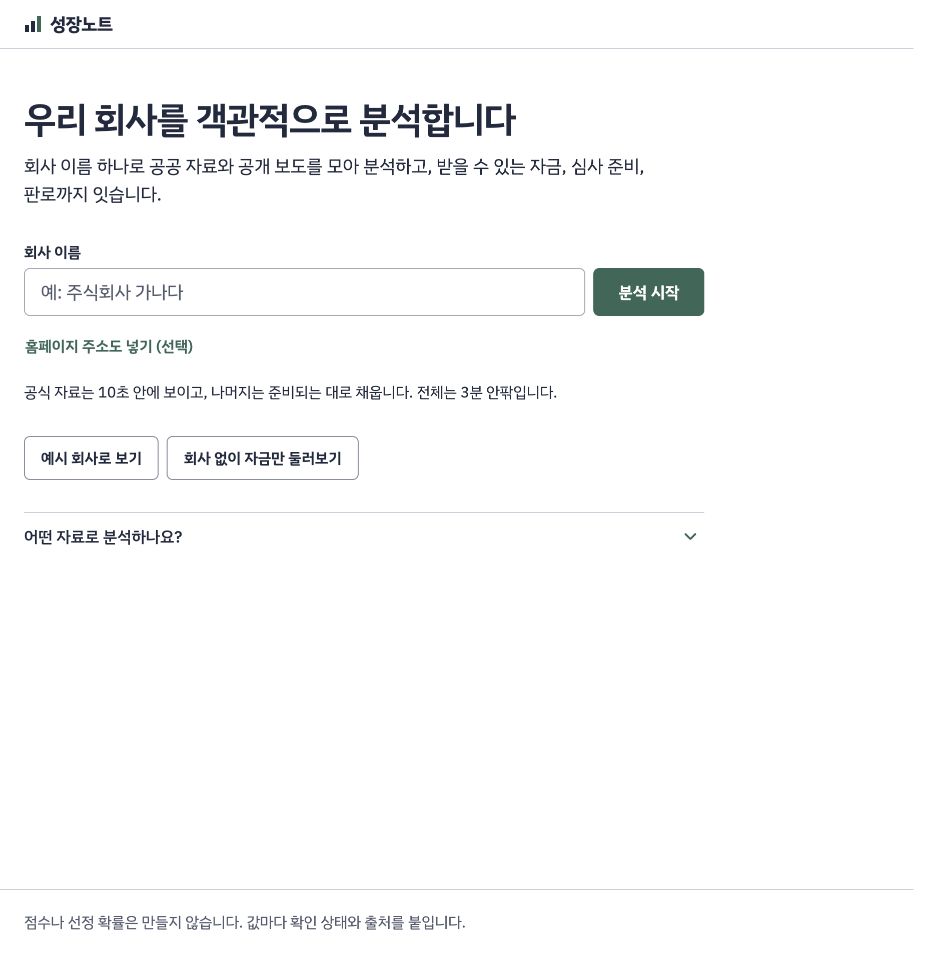 성장노트
우리 회사를 객관적으로 분석합니다
회사 이름 하나로 공공 자료와 공개 보도를 모아 분석하고, 받을 수 있는 자금, 심사 준비,
판로까지 잇습니다.
회사 이름
예: 주식회사 가나다
분석 시작
홈페이지 주소도 넣기 (선택)
공식 자료는 10초 안에 보이고, 나머지는 준비되는 대로 채웁니다. 전체는 3분 안팎입니다.
예시 회사로 보기
회사 없이 자금만 둘러보기
어떤 자료로 분석하나요?
점수나 선정 확률은 만들지 않습니다. 값마다 확인 상태와 출처를 붙입니다.